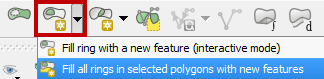 Fill ring with a new feature (interactive mode)
Fill all rings in selected polygons with new features